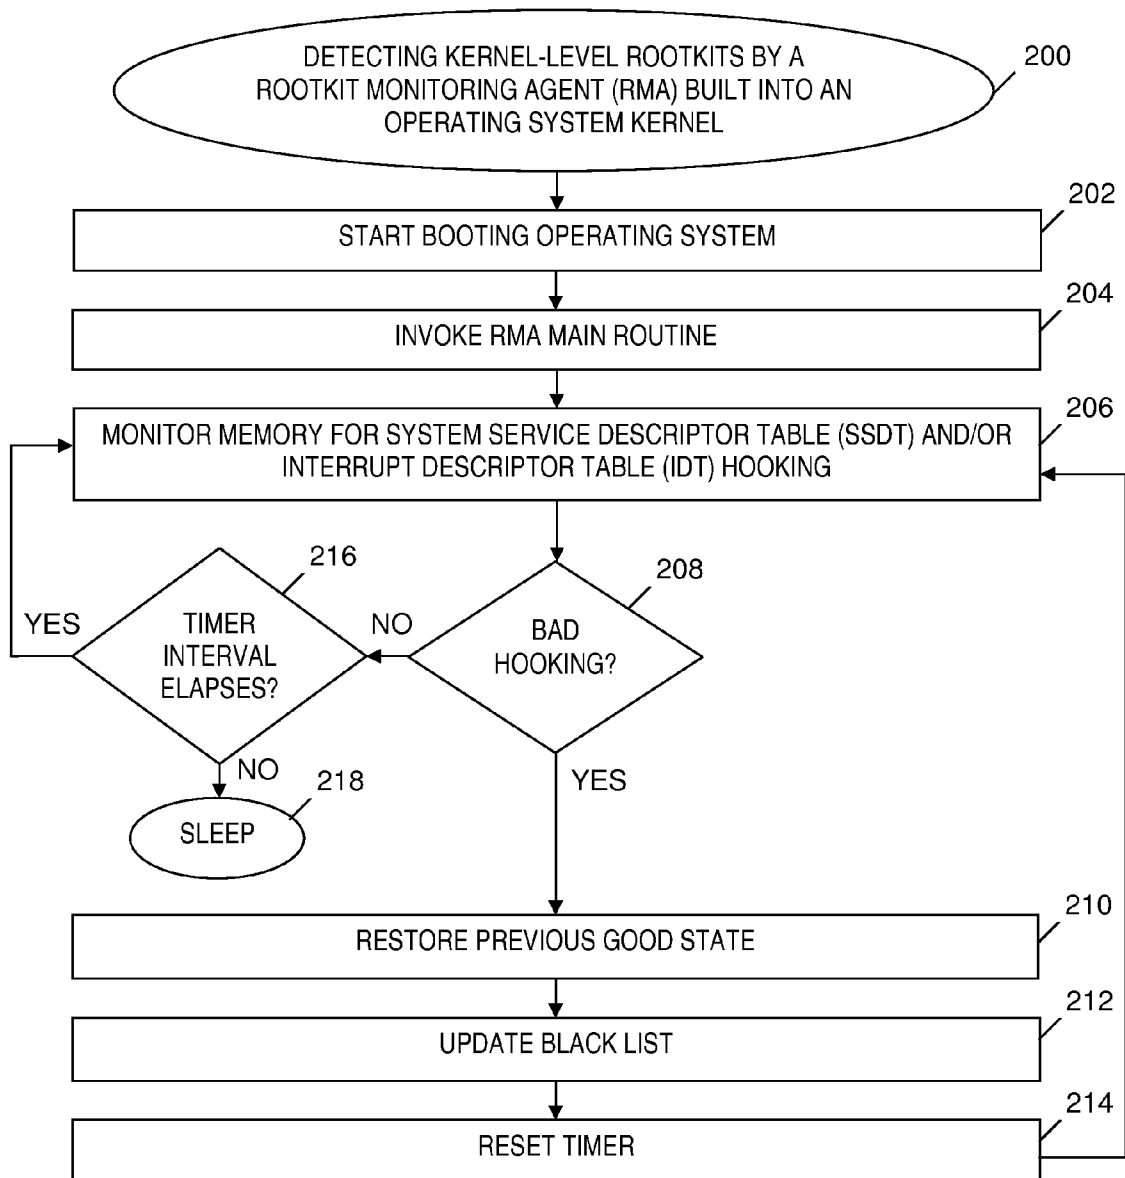 DETECTING KERNEL-LEVEL ROOTKITS BY A
ROOTKIT MONITORING AGENT (RMA) BUILT INTO AN
OPERATING SYSTEM KERNEL
200
202
START BOOTING OPERATING SYSTEM
204
INVOKE RMA MAIN ROUTINE
206
MONITOR MEMORY FOR SYSTEM SERVICE DESCRIPTOR TABLE (SSDT) AND/OR
INTERRUPT DESCRIPTOR TABLE (IDT) HOOKING
216
208
YES
TIMER
INTERVAL
ELAPSES?
NO
BAD
HOOKING?
NO
218
YES
SLEEP
210
RESTORE PREVIOUS GOOD STATE
212
UPDATE BLACK LIST
214
RESET TIMER